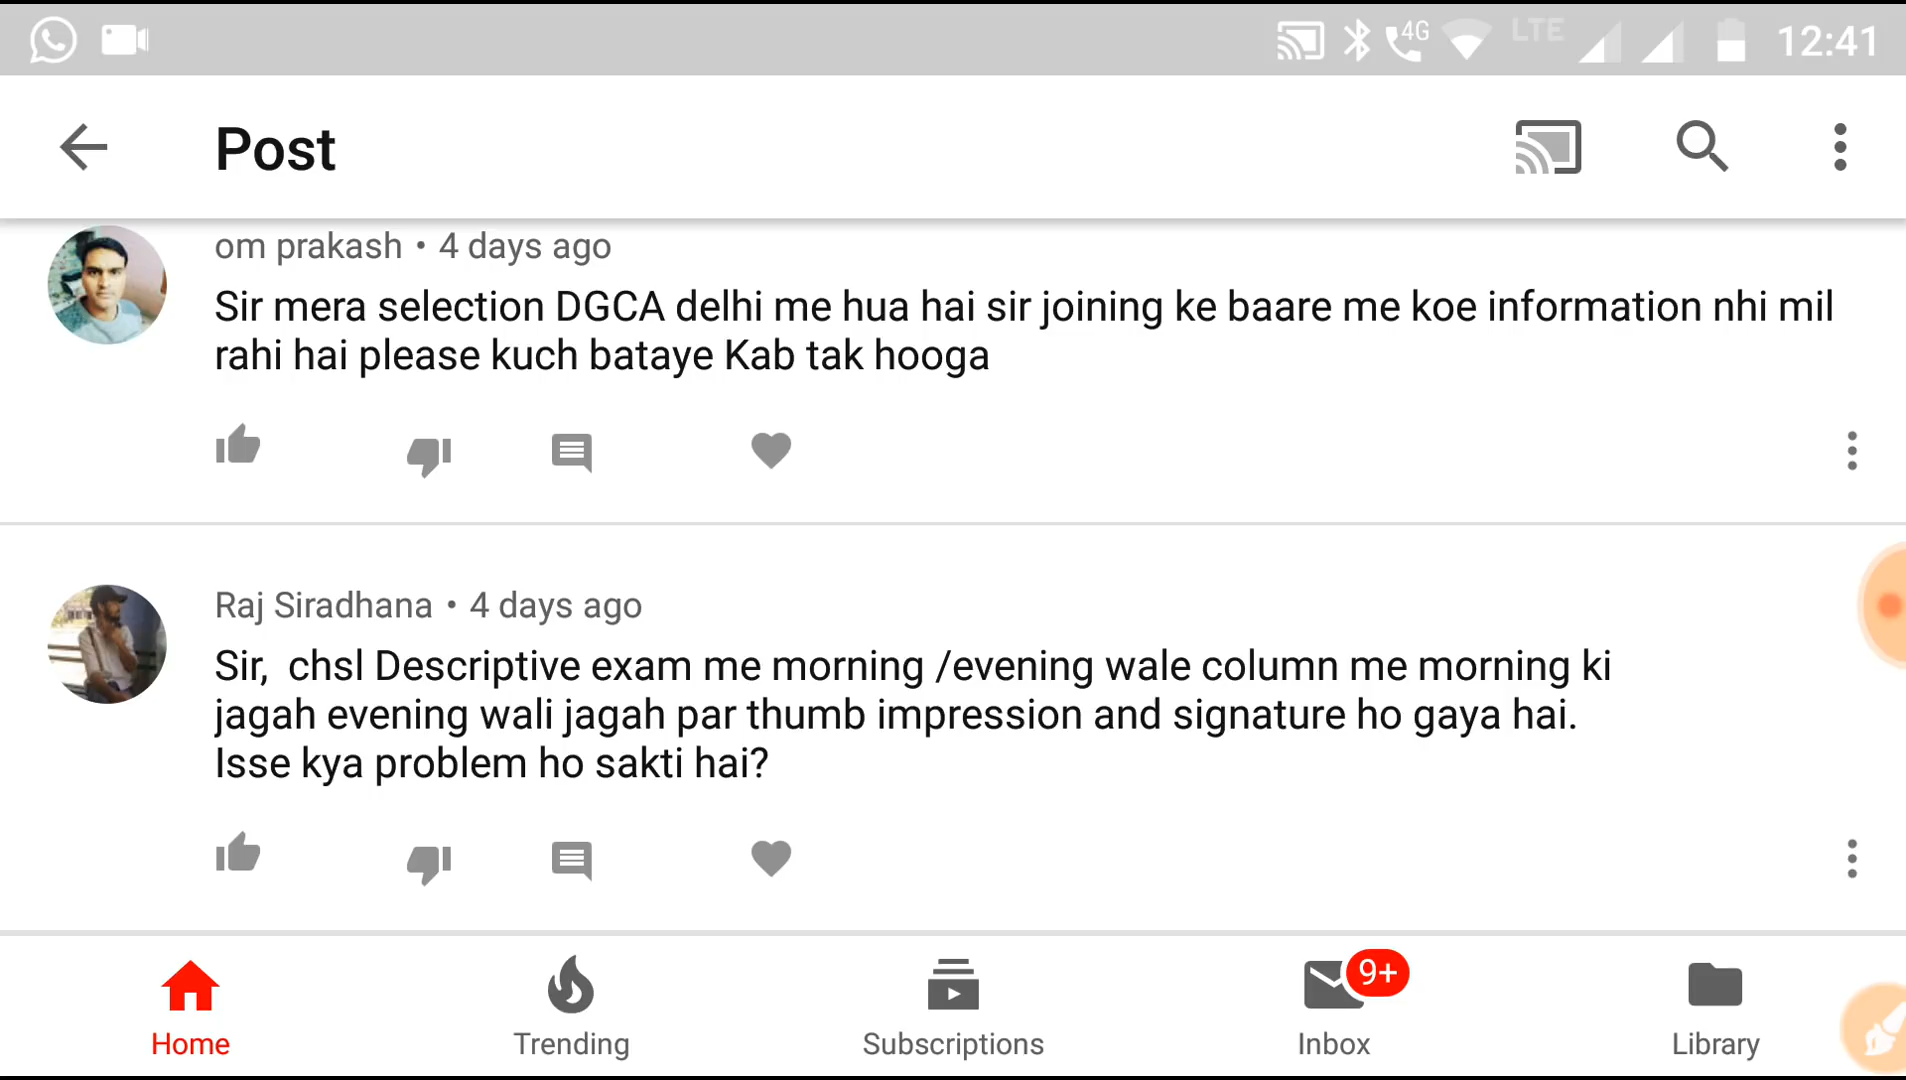 4G LTE 12:41
Post
om prakash • 4 days ago
Sir mera selection DGCA delhi me hua hai sir joining ke baare me koe information nhi mil
rahi hai please kuch bataye Kab tak hooga
Raj Siradhana • 4 days ago
Sir,  chsl Descriptive exam me morning /evening wale column me morning ki
jagah evening wali jagah par thumb impression and signature ho gaya hai.
Isse kya problem ho sakti hai?
9+
Home Trending Subscriptions Inbox Library